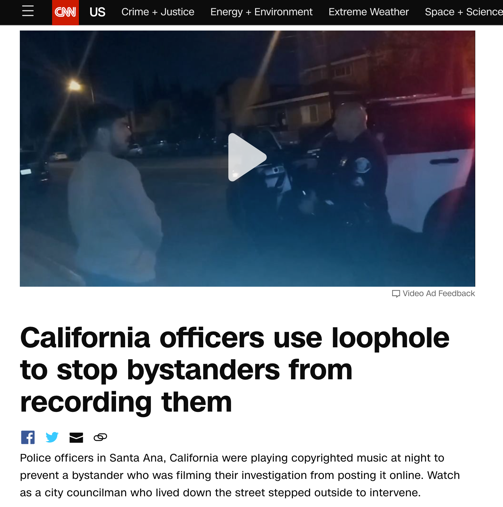 CNN US Crime + Justice Energy + Environment Extreme Weather Space + Science
Video Ad Feedback
California officers use loophole
to stop bystanders from
recording them
Police officers in Santa Ana, California were playing copyrighted music at night to
prevent a bystander who was filming their investigation from posting it online. Watch
as a city councilman who lived down the street stepped outside to intervene.